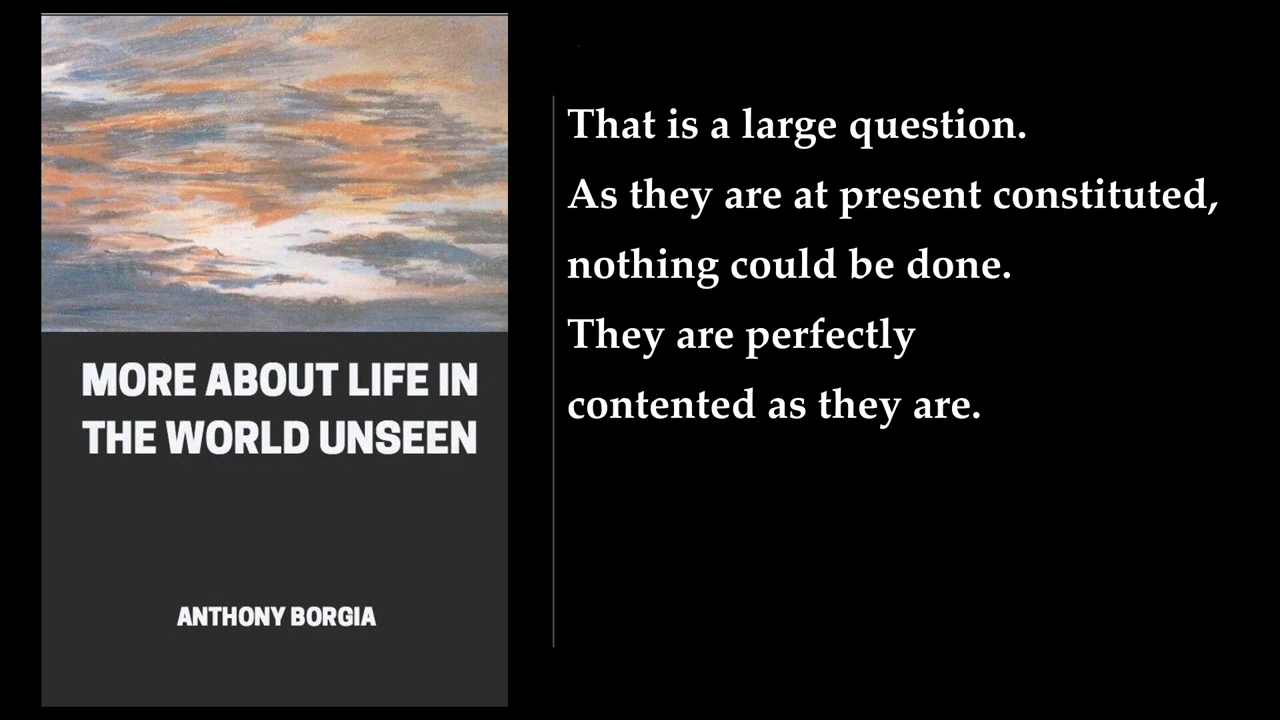 MORE ABOUT LIFE IN
THE WORLD UNSEEN
ANTHONY BORGIA
That is a large question.
As they are at present constituted,
nothing could be done.
They are perfectly
contented as they are.